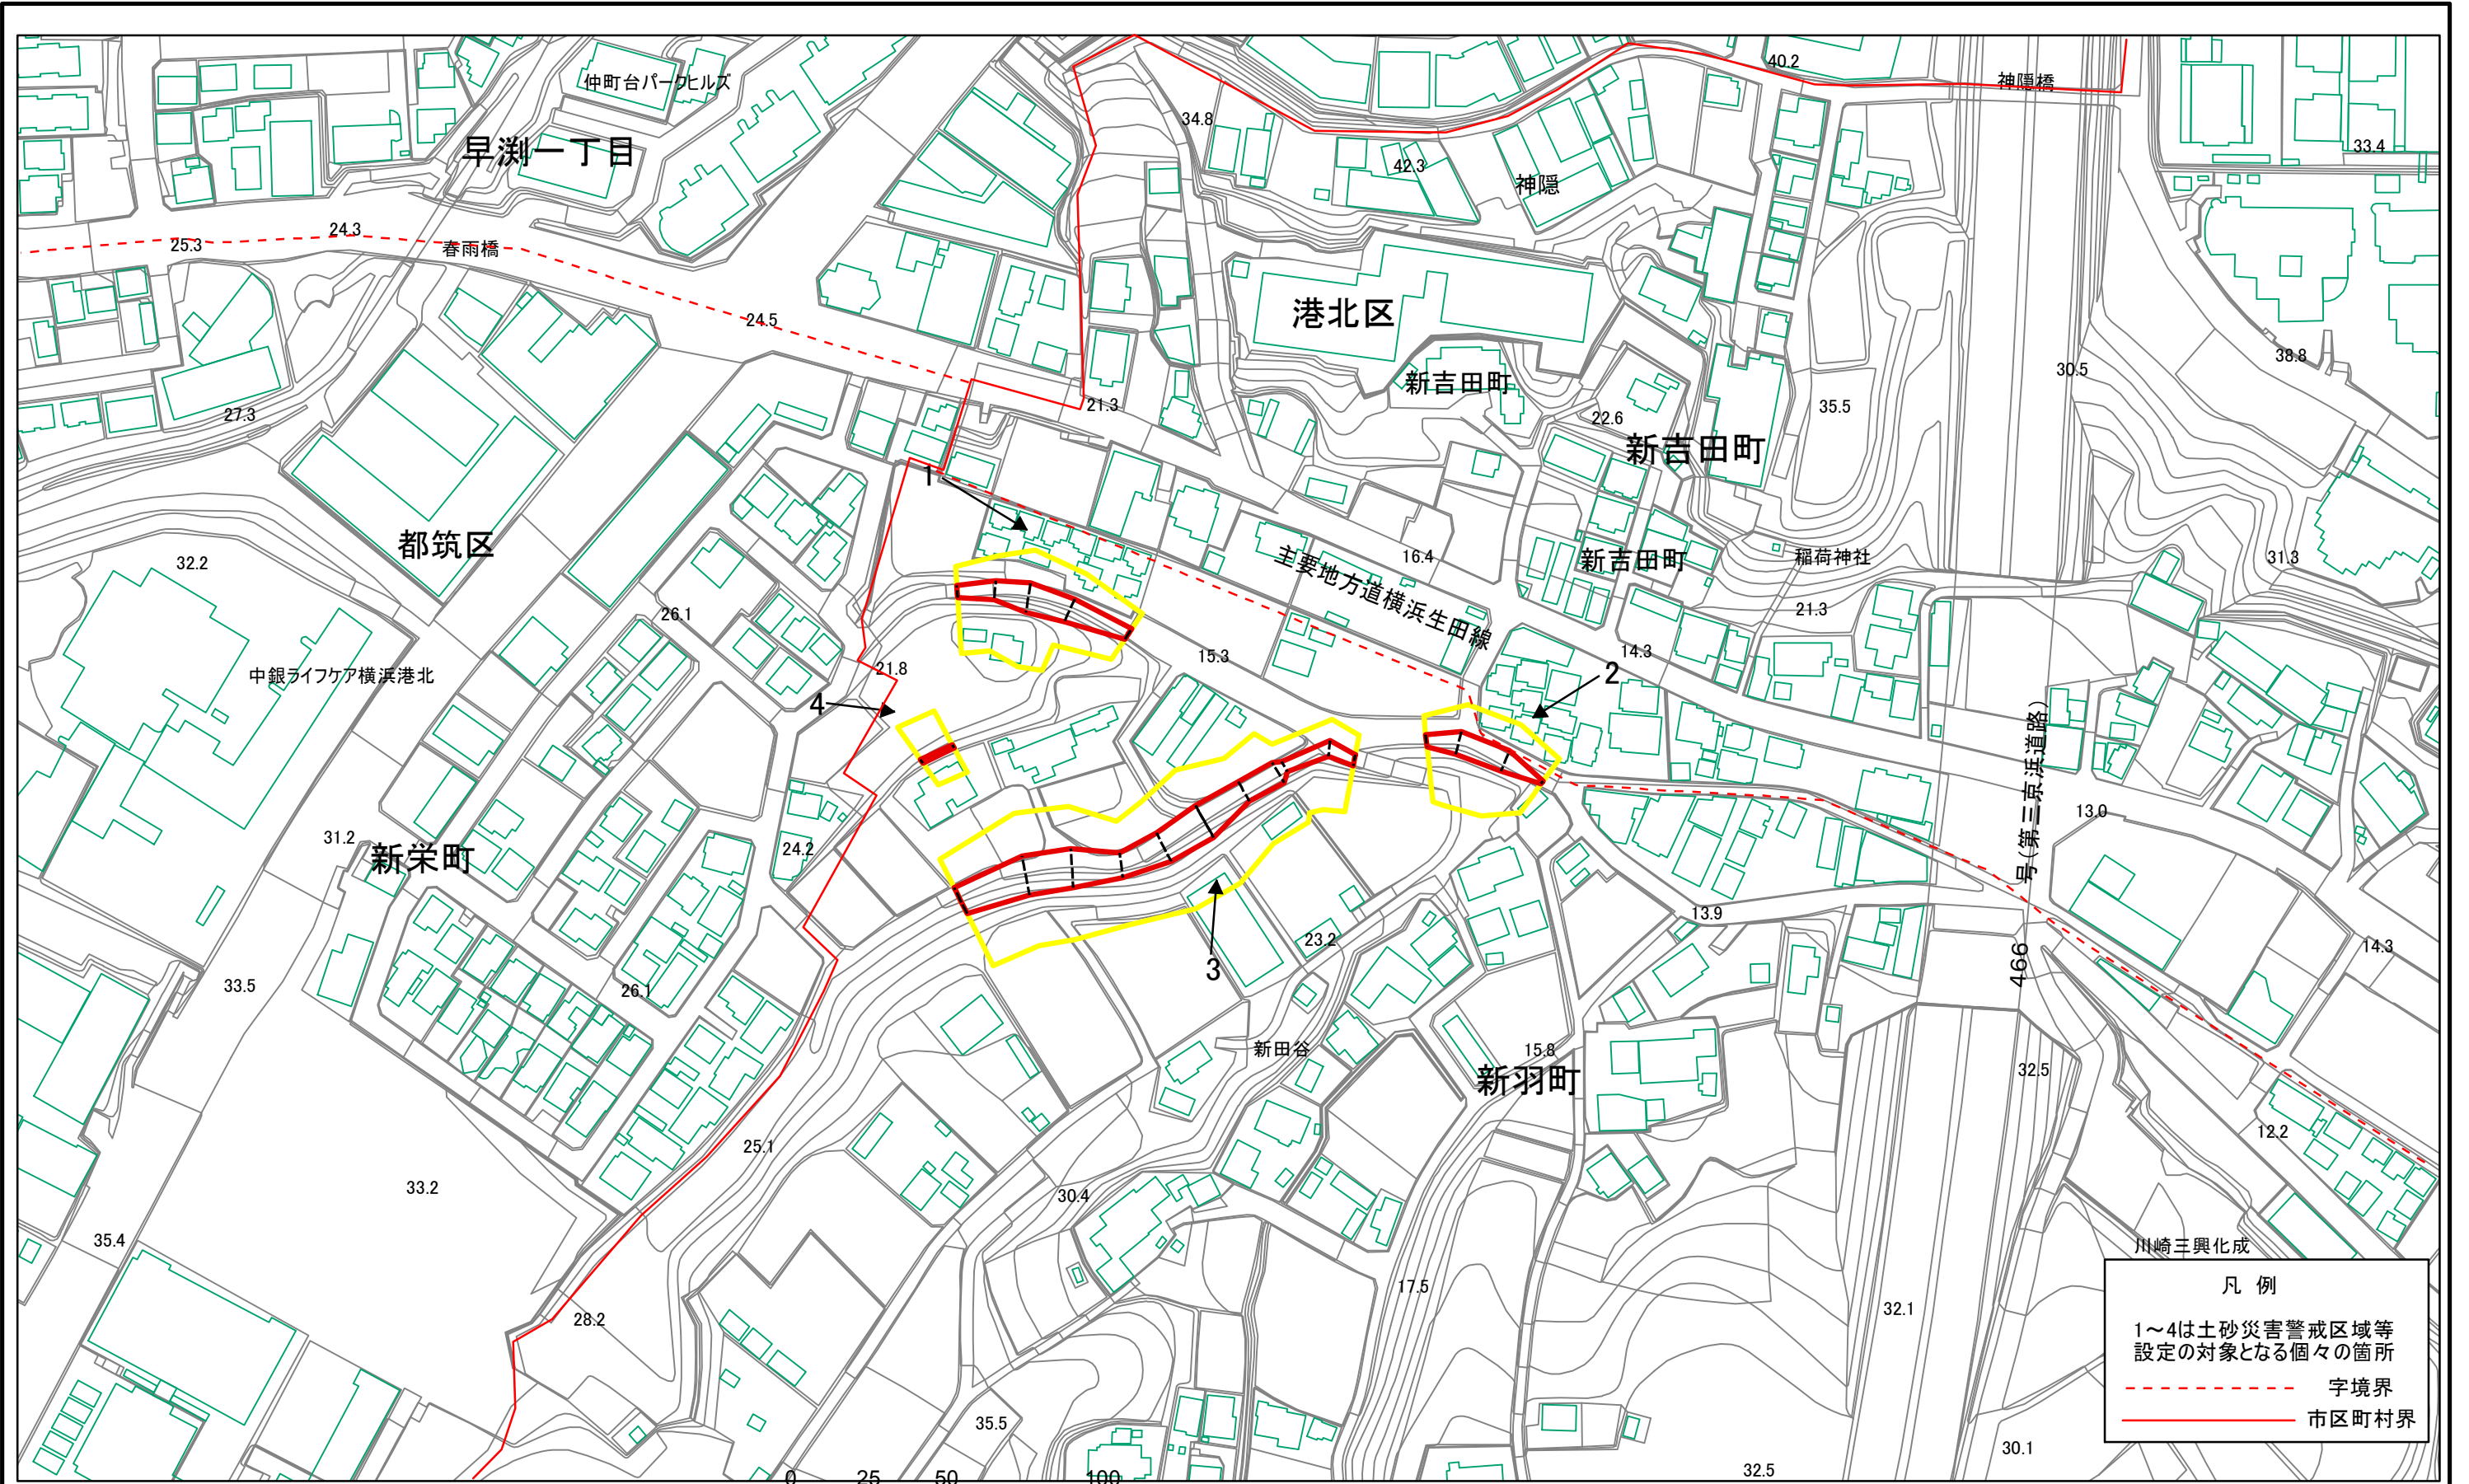 仲町台パークヒルズ
40.2
神隠橋
34.8
早渕一丁目
42.3
33.4
神隠
25.3
24.3
春雨橋
港北区
24.5
38.8
30.5
新吉田町
21.3
35.5
27.3
22.6
新吉田町
1
都筑区
32.2
主要地方道横浜生田線
16.4
新吉田町
稲荷神社
31.3
26.1
21.3
中銀ライフケア横浜港北
21.8
15.3
14.3
2
4
466号(第三京浜道路)
13.0
31.2
新栄町
24.2
13.9
23.2
3
14.3
33.5
26.1
新田谷
15.8
新羽町
32.5
25.1
12.2
33.2
30.4
35.4
川崎三興化成
17.5
32.1
28.2
35.5
30.1
32.5
0 25 50 100
凡 例
1～4は土砂災害警戒区域等
設定の対象となる個々の箇所
字境界
市区町村界